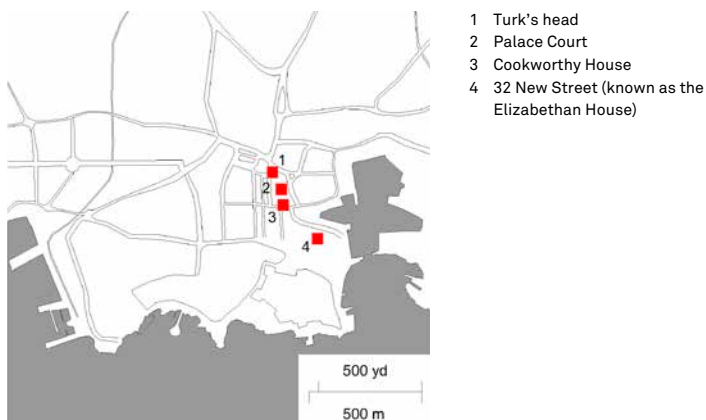 1 Turk's head
2 Palace Court
3 Cookworthy House
4 32 New Street (known as the
Elizabethan House)
1
2
3
4
500 yd
500 m